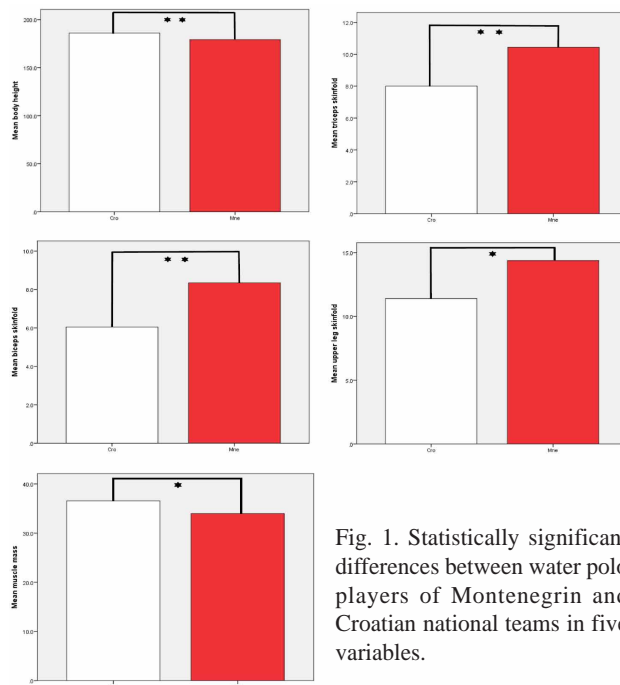 Mean body height
200.0
150.0
100.0
50.0
.0
* *
Cro Mne
Mean triceps skinfold
12.0
10.0
8.0
6.0
4.0
2.0
.0
* *
Cro Mne
Mean biceps skinfold
10.0
8.0
6.0
4.0
2.0
.0
* *
Cro Mne
Mean upper leg skinfold
15.0
10.0
5.0
.0
*
Cro Mne
Mean muscle mass
40.0
30.0
20.0
10.0
.0
*
Fig. 1. Statistically significan
differences between water polo
players of Montenegrin and
Croatian national teams in five
variables.